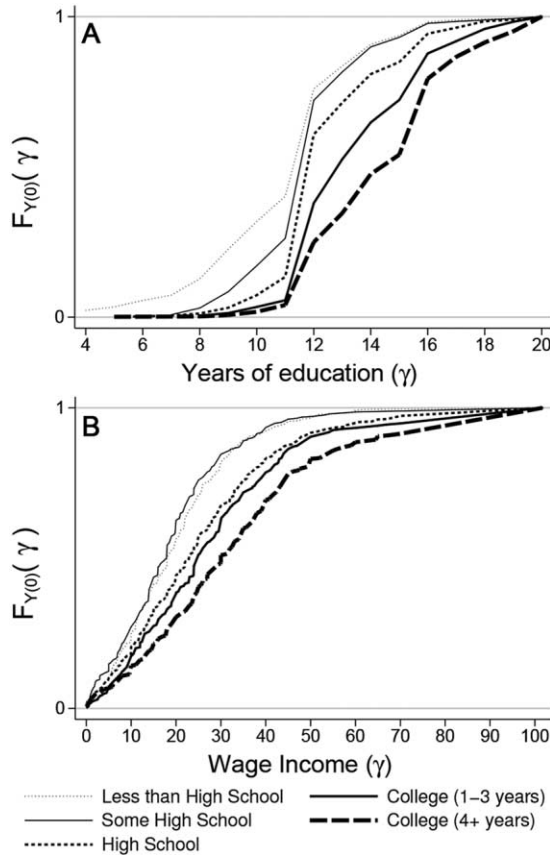 A
1
F_Y(0)(γ)
0
4 6 8 10 12 14 16 18 20
Years of education (γ)
B
1
F_Y(0)(γ)
0
0 10 20 30 40 50 60 70 80 90 100
Wage Income (γ)
Less than High School College (1−3 years)
Some High School College (4+ years)
High School